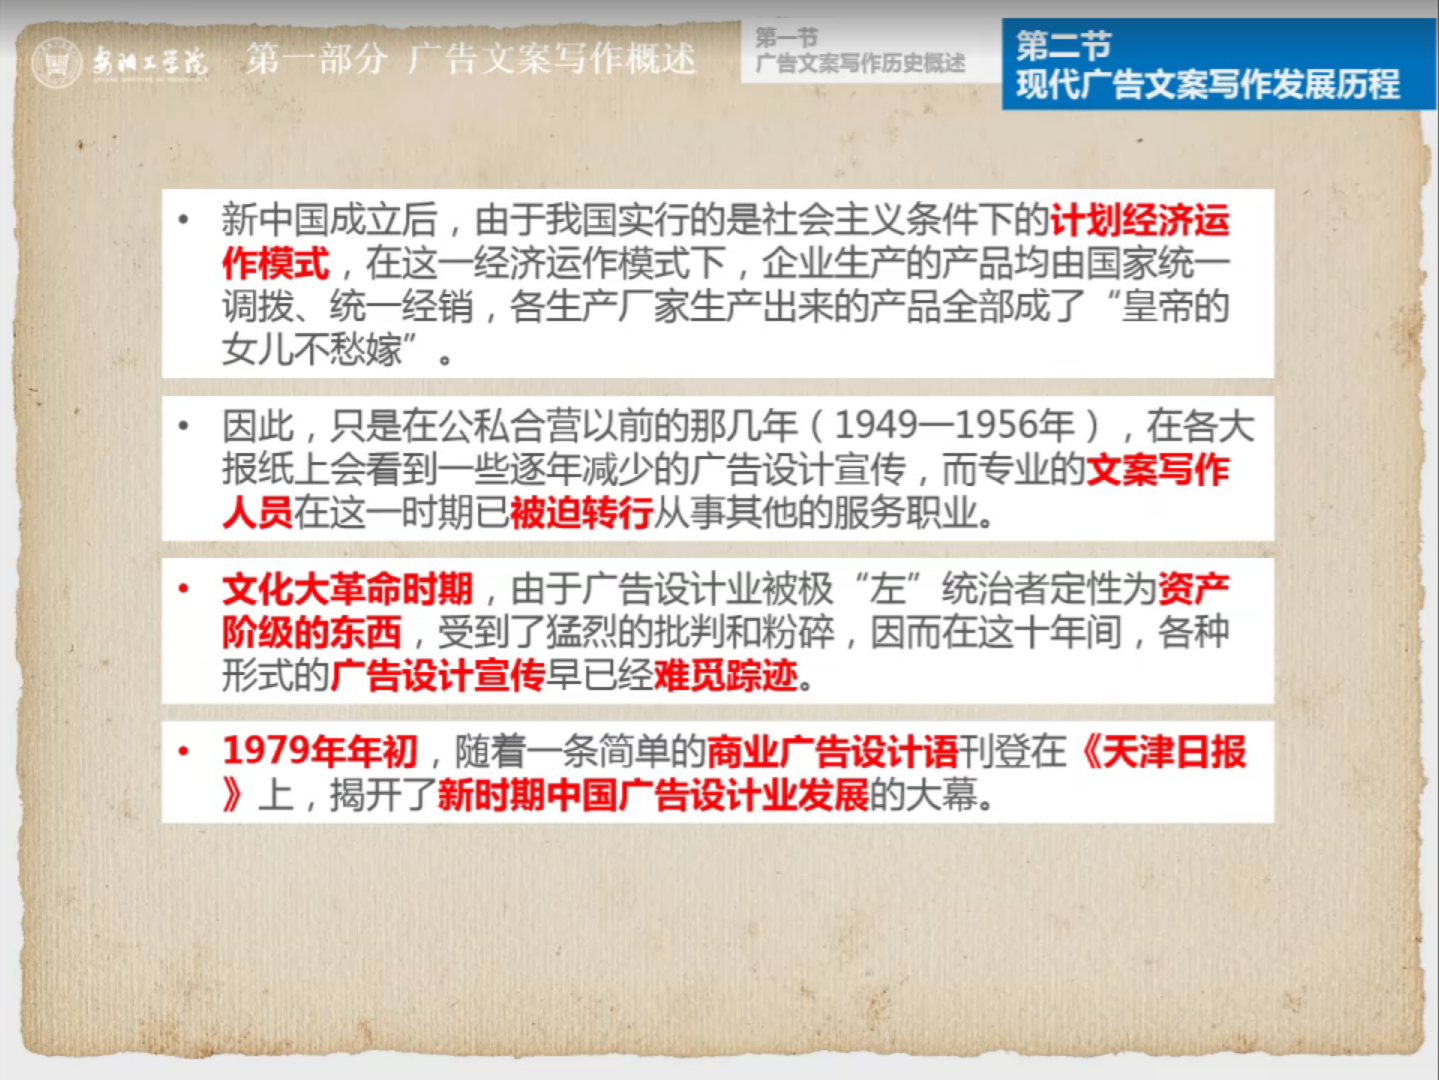 安阳工学院
第一部分 广告文案写作概述
第一节
广告文案写作历史概述
第二节
现代广告文案写作发展历程
• 新中国成立后，由于我国实行的是社会主义条件下的计划经济运
作模式，在这一经济运作模式下，企业生产的产品均由国家统一
调拨、统一经销，各生产厂家生产出来的产品全部成了“皇帝的
女儿不愁嫁”。
• 因此，只是在公私合营以前的那几年（1949—1956年），在各大
报纸上会看到一些逐年减少的广告设计宣传，而专业的文案写作
人员在这一时期已被迫转行从事其他的服务职业。
• 文化大革命时期，由于广告设计业被极“左”统治者定性为资产
阶级的东西，受到了猛烈的批判和粉碎，因而在这十年间，各种
形式的广告设计宣传早已经难觅踪迹。
• 1979年年初，随着一条简单的商业广告设计语刊登在《天津日报
》上，揭开了新时期中国广告设计业发展的大幕。